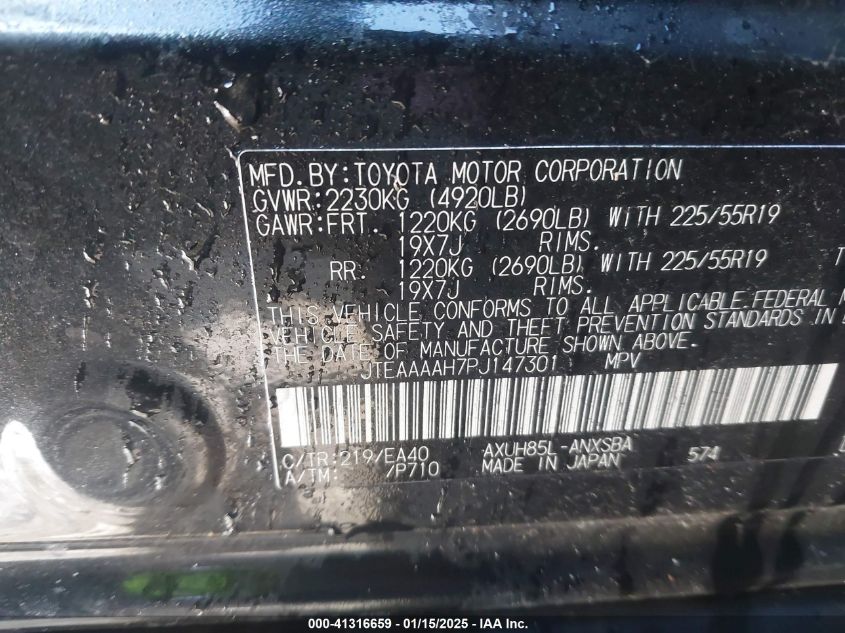 MFD. BY: TOYOTA MOTOR CORPORATION
GVWR: 2230KG (4920LB)
GAWR: FRT. 1220KG (2690LB) WITH 225/55R19
19X7J RIMS.
RR. 1220KG (2690LB) WITH 225/55R19 T
19X7J RIMS.
THIS VEHICLE CONFORMS TO ALL APPLICABLE FEDERAL M
VEHICLE SAFETY AND THEFT PREVENTION STANDARDS IN E
THE DATE OF MANUFACTURE SHOWN ABOVE.
JTEAAAAH7PJ147301 MPV
C/TR: 219/EA40 AXUH85L-ANXSBA 574
A/TM: /P710 MADE IN JAPAN
000-41316659 - 01/15/2025 - IAA Inc.